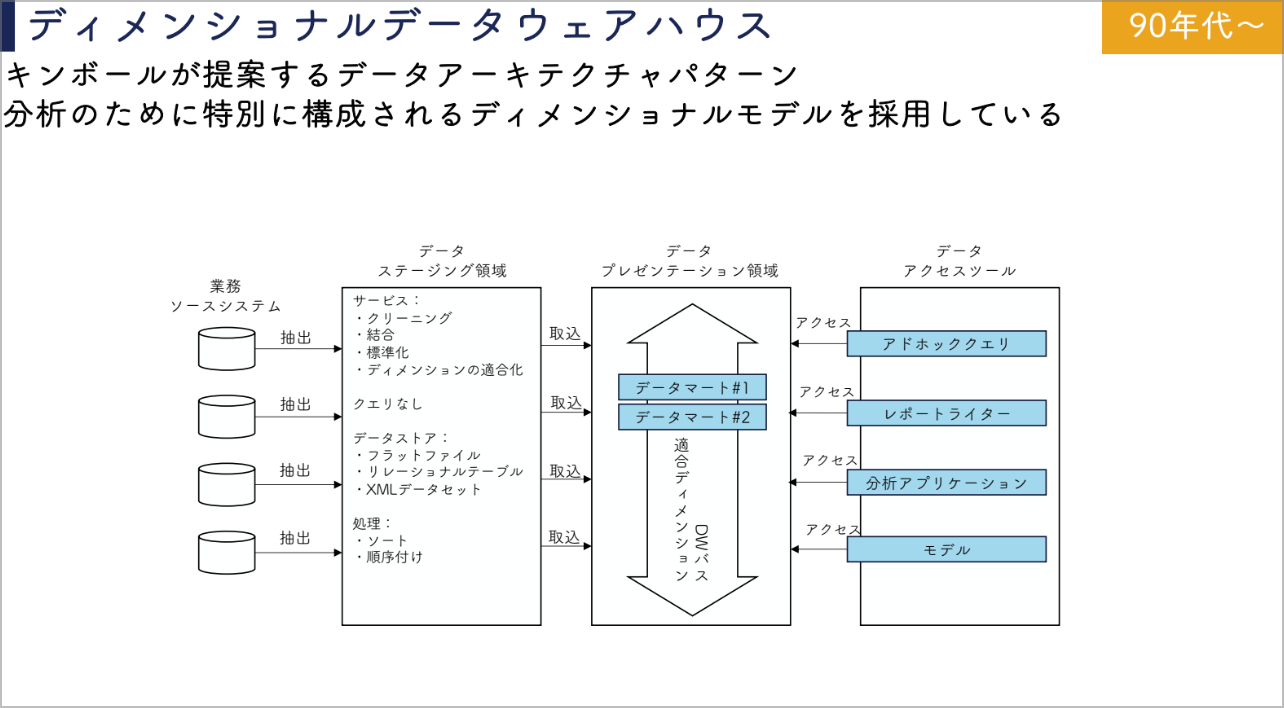 ディメンショナルデータウェアハウス
90年代～
キンボールが提案するデータアーキテクチャパターン
分析のために特別に構成されるディメンショナルモデルを採用している
業務
ソースシステム
抽出
抽出
抽出
抽出
データ
ステージング領域
サービス：
・クリーニング
・結合
・標準化
・ディメンションの適合化
クエリなし
データストア：
・フラットファイル
・リレーショナルテーブル
・XMLデータセット
処理：
・ソート
・順序付け
取込
取込
取込
取込
データ
プレゼンテーション領域
データマート#1
データマート#2
適合ディメンション
DWバス
アクセス
アクセス
アクセス
アクセス
データ
アクセスツール
アドホッククエリ
レポートライター
分析アプリケーション
モデル